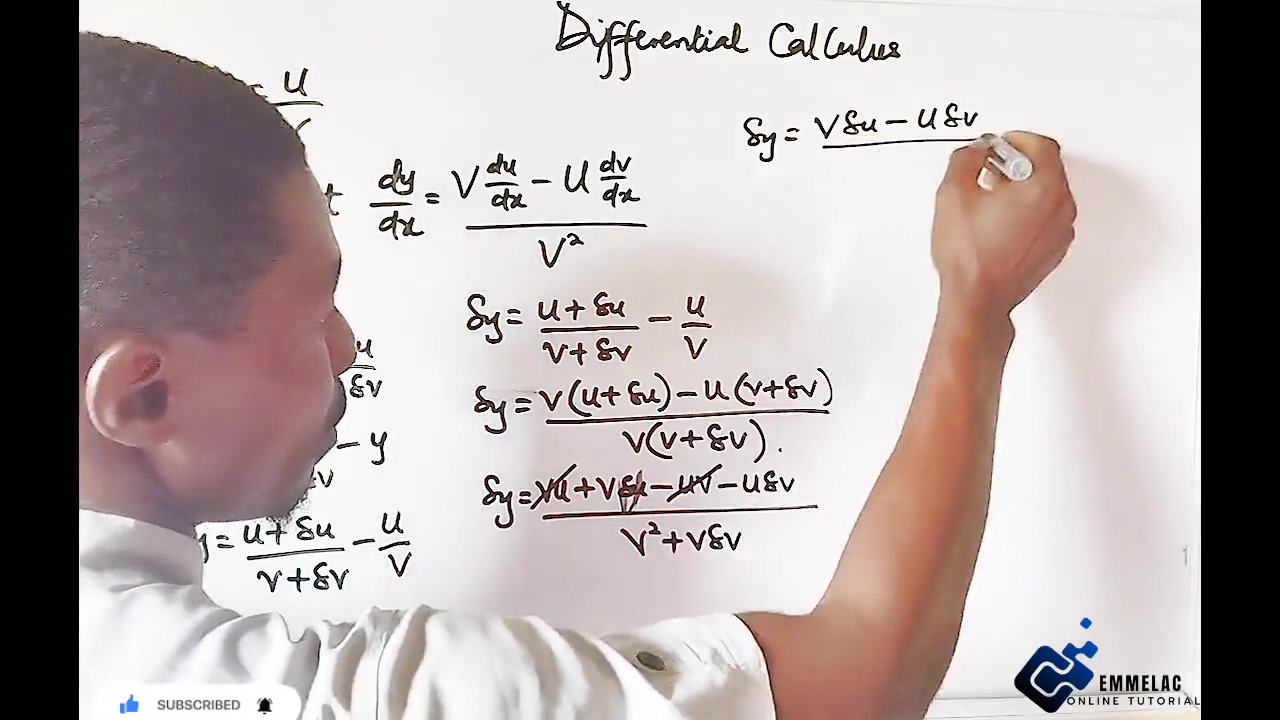 Differential Calculus
= u
t dy/dx = (V du/dx - U dv/dx) / V²
δy = (u + δu)/(v + δv) - u/v
δy = (v(u + δu) - u(v + δv)) / v(v + δv).
δy = (vu + vδu - uv - uδv) / (v² + vδv)
u
δv
- y
y = (u + δu)/(v + δv) - u/v
δy = Vδu - Uδv
SUBSCRIBED
EMMELAC
ONLINE TUTORIAL